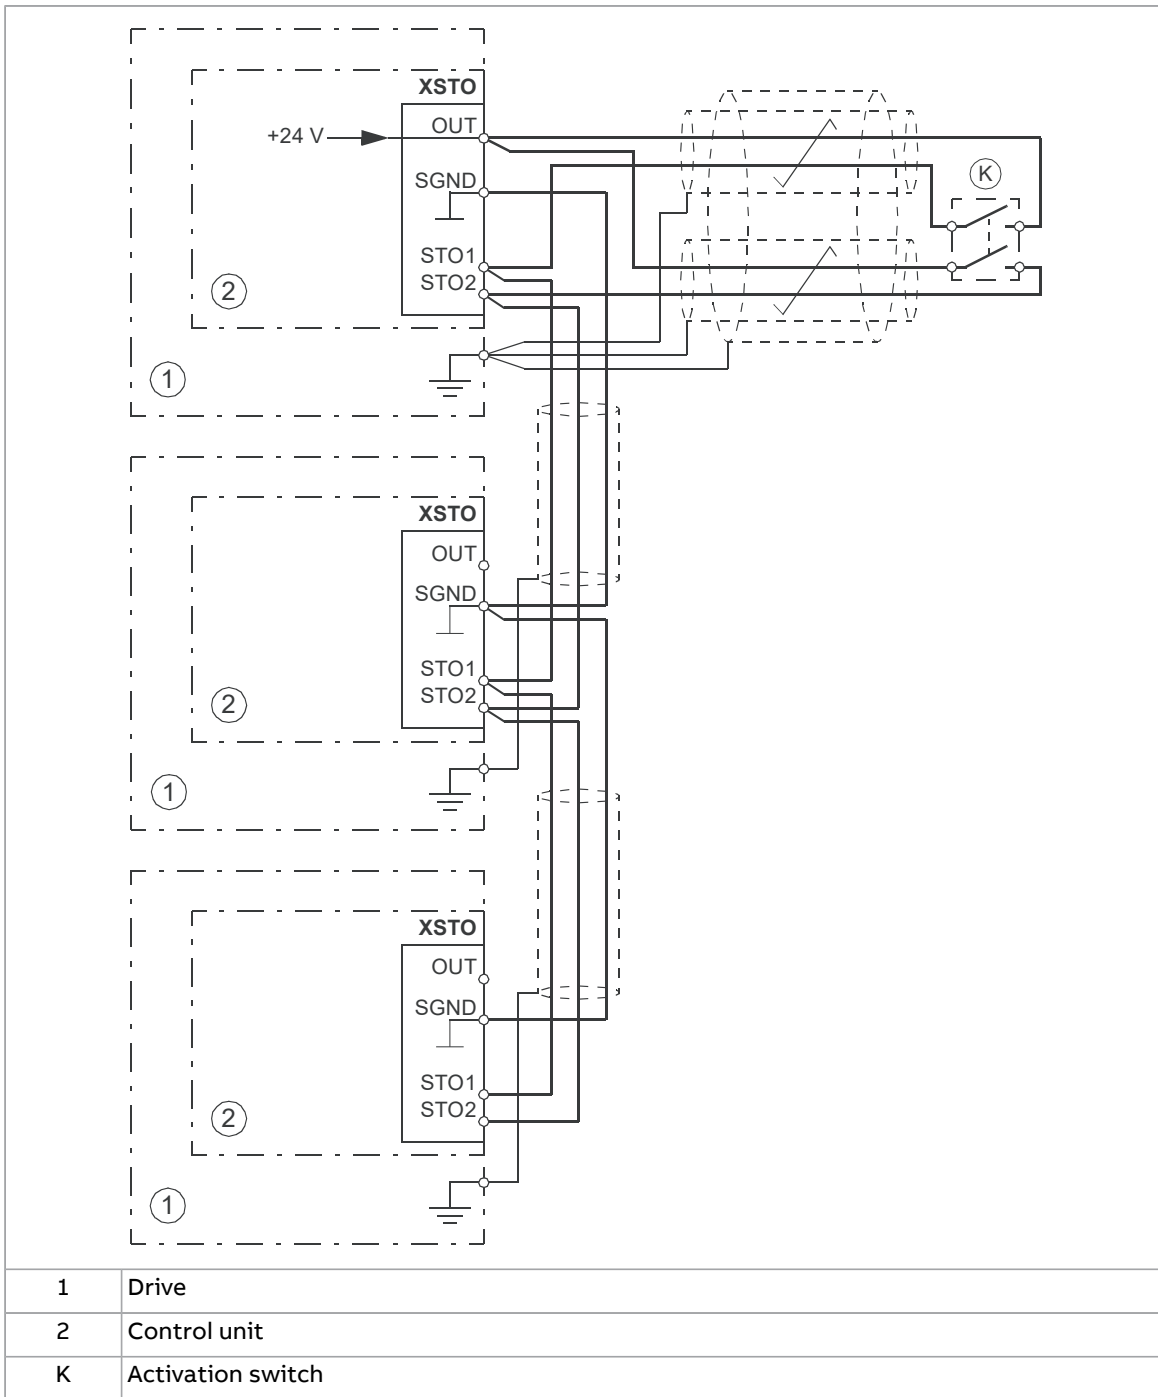 XSTO
OUT
+24 V
SGND
K
STO1
STO2
2
1
XSTO
OUT
SGND
STO1
STO2
2
1
XSTO
OUT
SGND
STO1
STO2
2
1
1 Drive
2 Control unit
K Activation switch